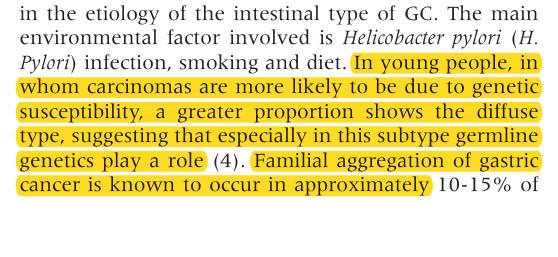 in the etiology of the intestinal type of GC. The main
environmental factor involved is Helicobacter pylori (H.
Pylori) infection, smoking and diet. In young people, in
whom carcinomas are more likely to be due to genetic
susceptibility, a greater proportion shows the diffuse
type, suggesting that especially in this subtype germline
genetics play a role (4). Familial aggregation of gastric
cancer is known to occur in approximately 10-15% of